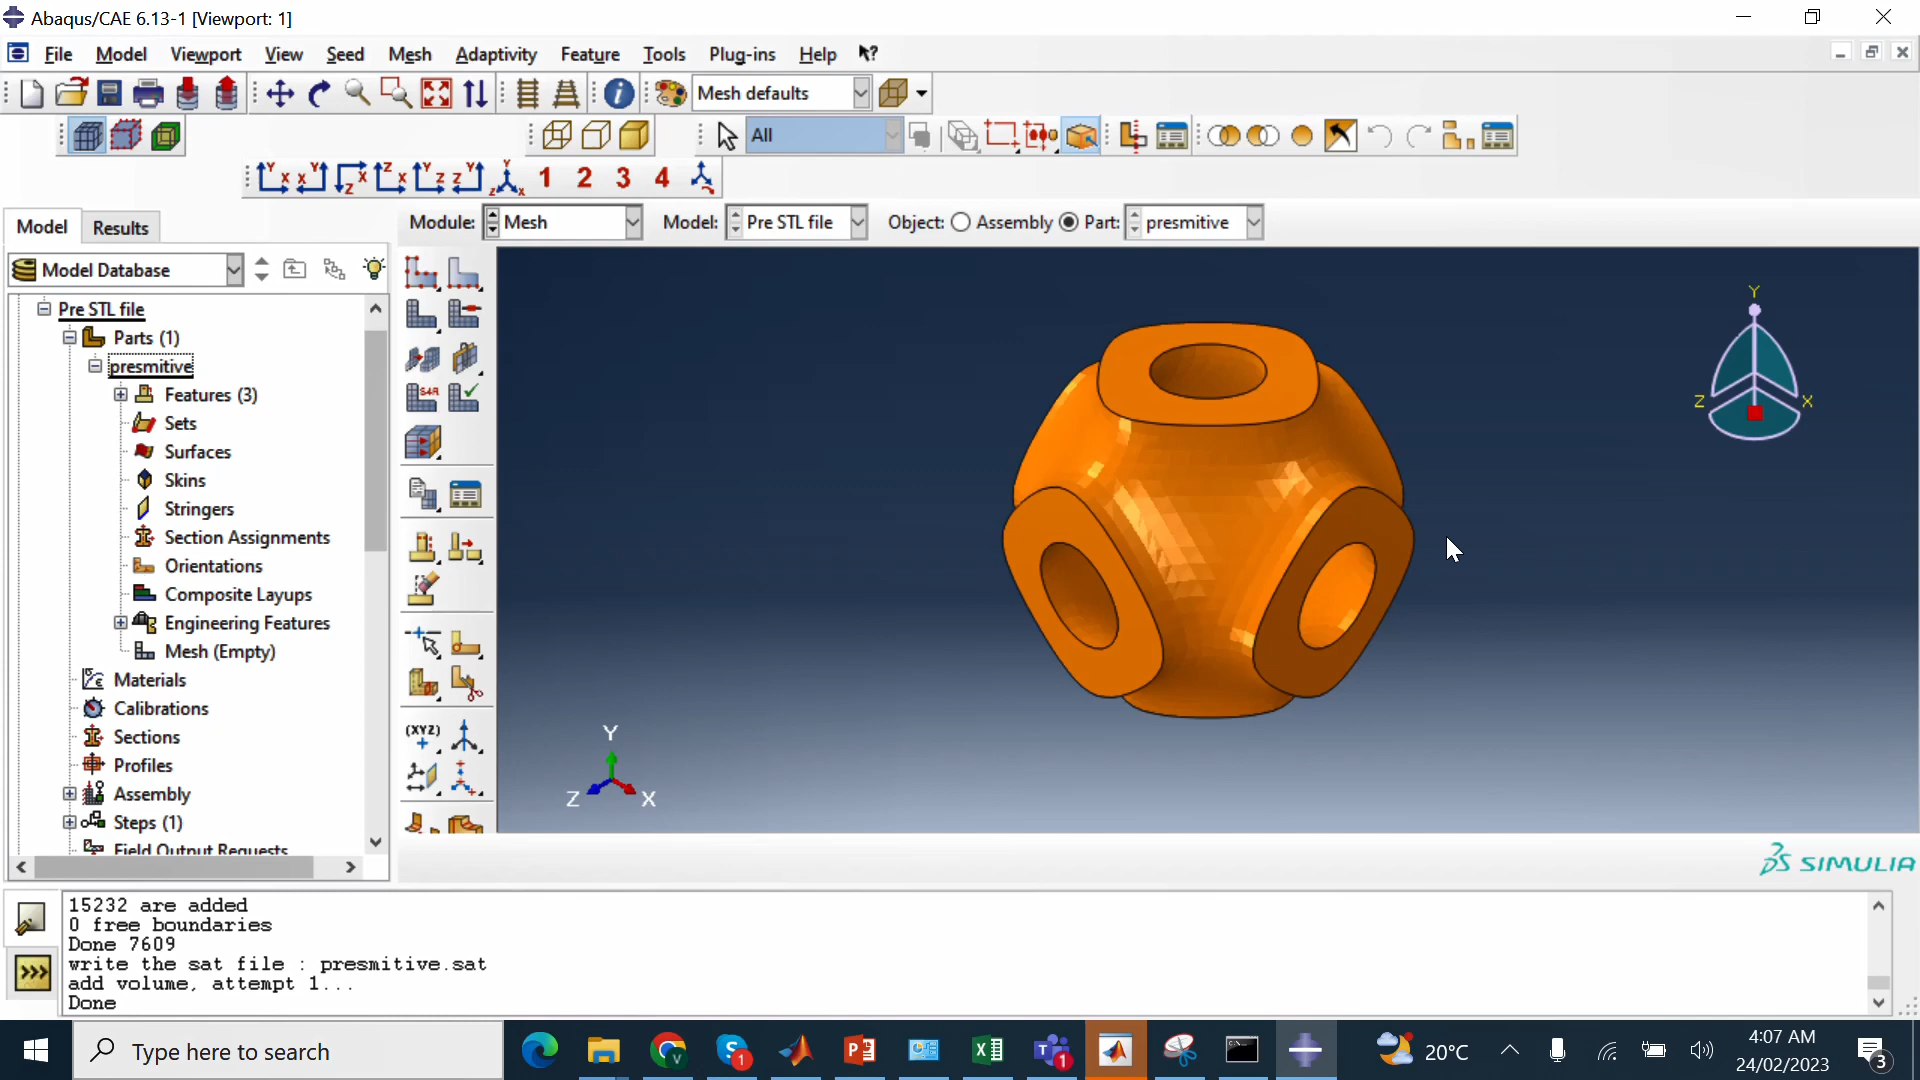 Abaqus/CAE 6.13-1 [Viewport: 1]
File Model Viewport View Seed Mesh Adaptivity Feature Tools Plug-ins Help
Mesh defaults
All
1 2 3 4
Model Results
Module: Mesh Model: Pre STL file Object: Assembly Part: presmitive
Model Database
Pre STL file
Parts (1)
presmitive
Features (3)
Sets
Surfaces
Skins
Stringers
Section Assignments
Orientations
Composite Layups
Engineering Features
Mesh (Empty)
Materials
Calibrations
Sections
Profiles
Assembly
Steps (1)
Field Output Requests
(XYZ)
Y
Z X
Y
Z X
SIMULIA
15232 are added
0 free boundaries
Done 7609
write the sat file : presmitive.sat
add volume, attempt 1...
Done
Type here to search
20°C
4:07 AM
24/02/2023
3